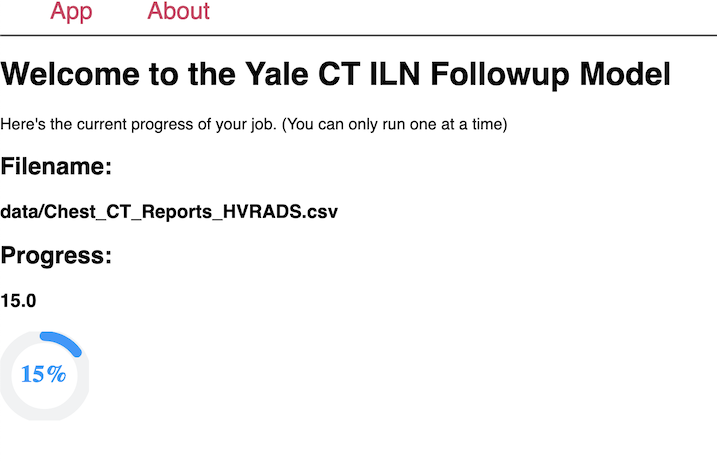 App About
Welcome to the Yale CT ILN Followup Model
Here's the current progress of your job. (You can only run one at a time)
Filename:
data/Chest_CT_Reports_HVRADS.csv
Progress:
15.0
15%